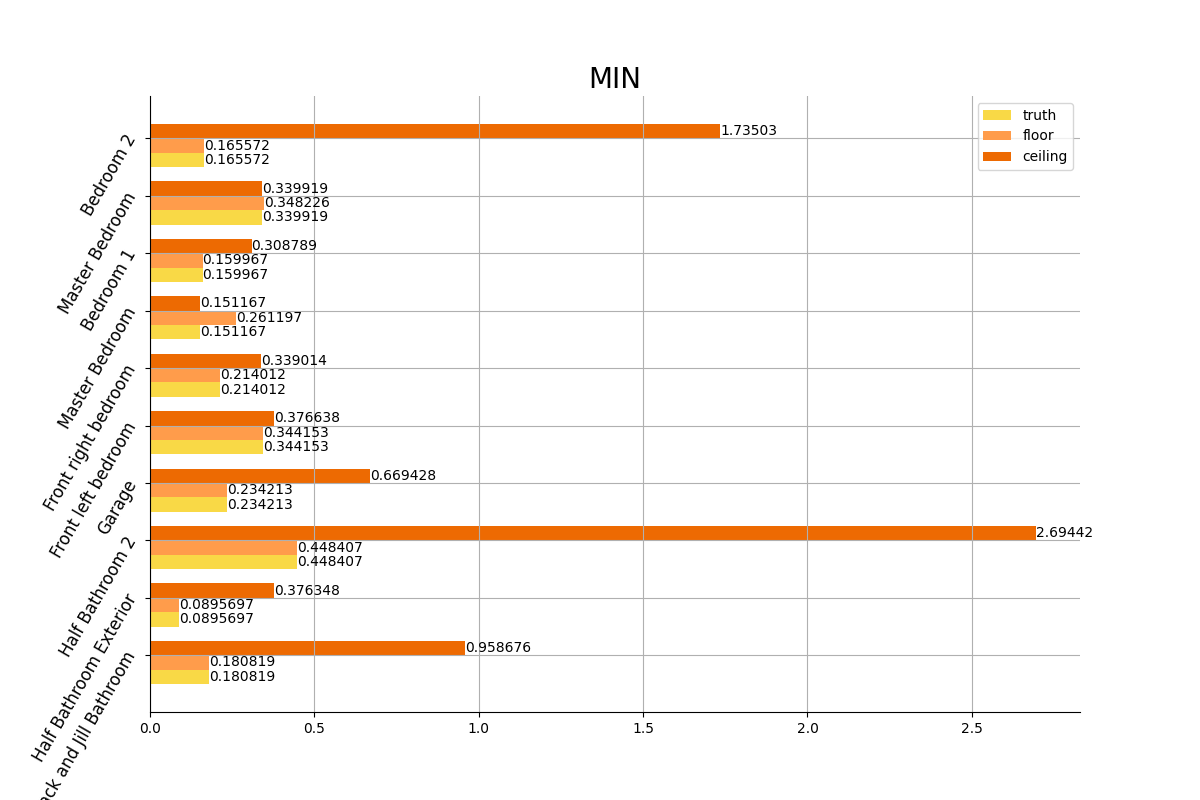 MIN
truth
floor
ceiling
Bedroom 2
1.73503
0.165572
0.165572
Master Bedroom
0.339919
0.348226
0.339919
Bedroom 1
0.308789
0.159967
0.159967
Master Bedroom
0.151167
0.261197
0.151167
Front right bedroom
0.339014
0.214012
0.214012
Front left bedroom
0.376638
0.344153
0.344153
Garage
0.669428
0.234213
0.234213
Half Bathroom 2
2.69442
0.448407
0.448407
Half Bathroom Exterior
0.376348
0.0895697
0.0895697
and Jill Bathroom
0.958676
0.180819
0.180819
0.0 0.5 1.0 1.5 2.0 2.5